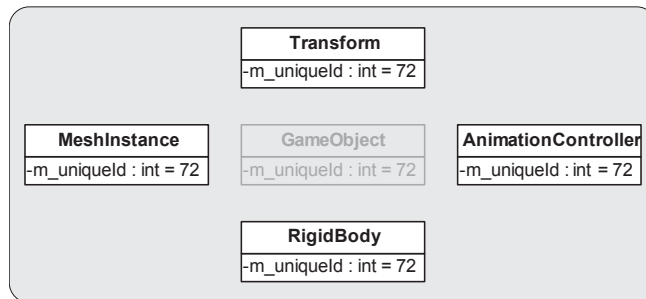 Transform
-m_uniqueId : int = 72
MeshInstance
-m_uniqueId : int = 72
GameObject
-m_uniqueId : int = 72
AnimationController
-m_uniqueId : int = 72
RigidBody
-m_uniqueId : int = 72